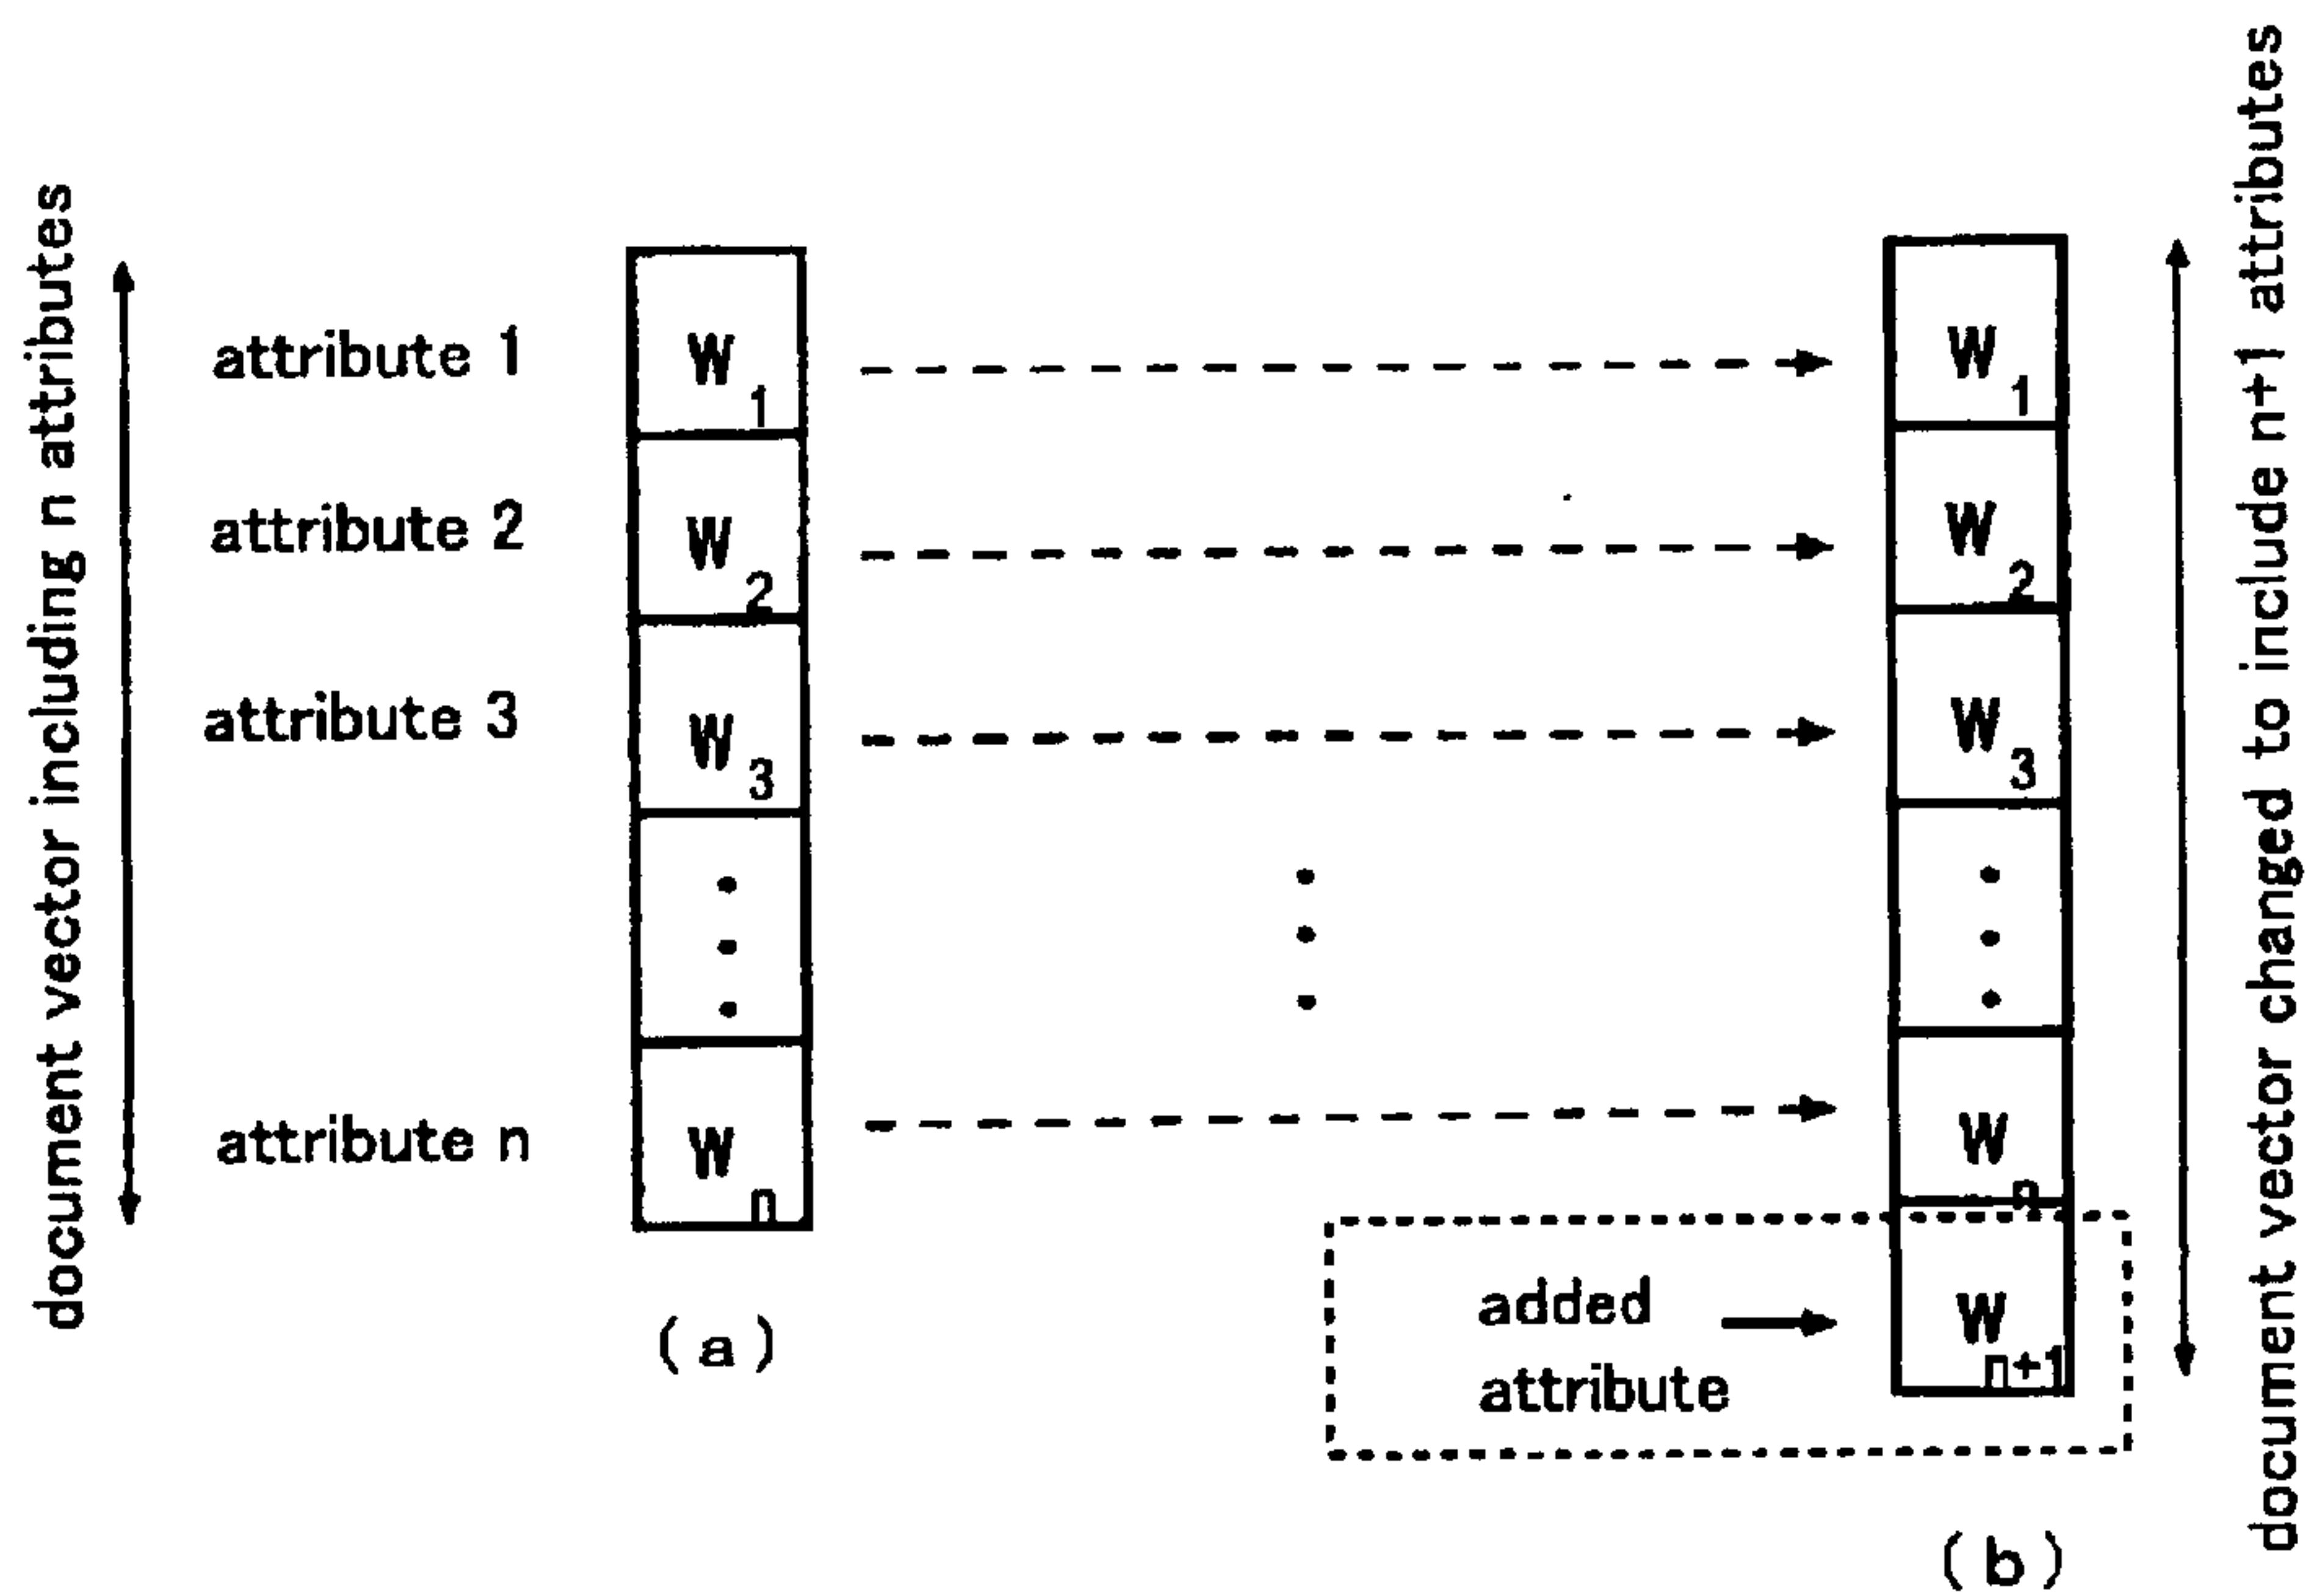 document vector including n attributes
attribute 1
W1
W1
attribute 2
W2
W2
attribute 3
W3
W3
attribute n
Wn
Wn
added
attribute
Wn+1
(a)
(b)
document vector changed to include n+1 attributes